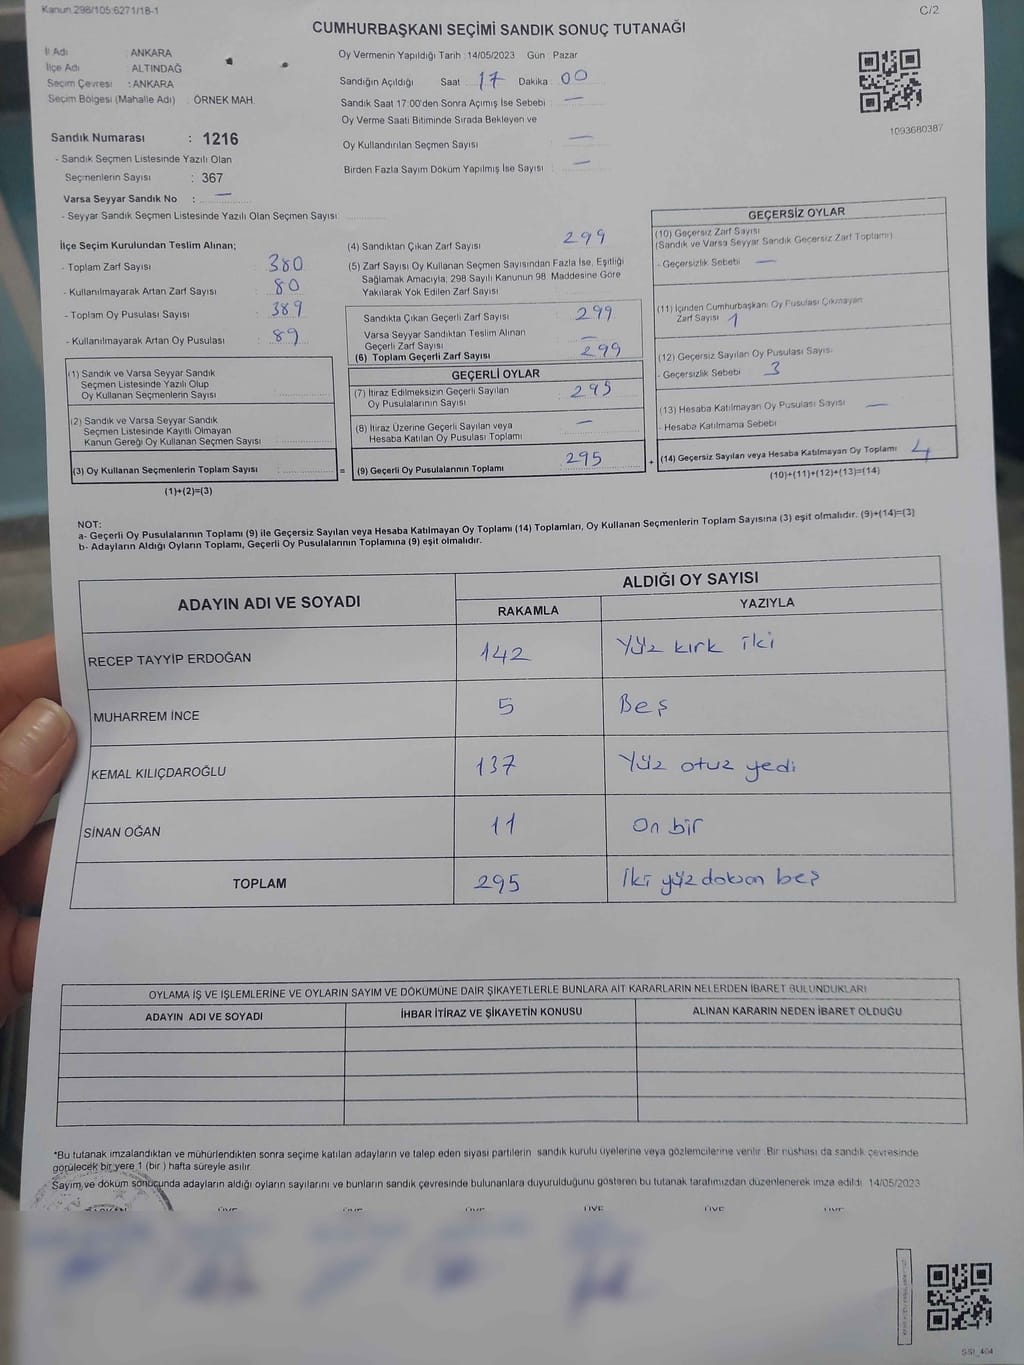 Kanun 298/105:6271/18-1
C/2
CUMHURBAŞKANI SEÇİMİ SANDIK SONUÇ TUTANAĞI
İl Adı : ANKARA
İlçe Adı : ALTINDAĞ
Seçim Çevresi : ANKARA
Seçim Bölgesi (Mahalle Adı) : ÖRNEK MAH.
Sandık Numarası : 1216
- Sandık Seçmen Listesinde Yazılı Olan
Seçmenlerin Sayısı : 367
Varsa Seyyar Sandık No : —
- Seyyar Sandık Seçmen Listesinde Yazılı Olan Seçmen Sayısı
Oy Vermenin Yapıldığı Tarih : 14/05/2023 Gün : Pazar
Sandığın Açıldığı Saat : 17 Dakika : 00
Sandık Saat 17:00'den Sonra Açımış İse Sebebi : —
Oy Verme Saati Bitiminde Sırada Bekleyen ve
Oy Kullandırılan Seçmen Sayısı —
Birden Fazla Sayım Döküm Yapılmış İse Sayısı : —
1093680387
İlçe Seçim Kurulundan Teslim Alınan;
- Toplam Zarf Sayısı : 380
- Kullanılmayarak Artan Zarf Sayısı : 80
- Toplam Oy Pusulası Sayısı : 389
- Kullanılmayarak Artan Oy Pusulası : 89
(1) Sandık ve Varsa Seyyar Sandık
Seçmen Listesinde Yazılı Olup
Oy Kullanan Seçmenlerin Sayısı
(2) Sandık ve Varsa Seyyar Sandık
Seçmen Listesinde Kayıtlı Olmayan
Kanun Gereği Oy Kullanan Seçmen Sayısı
(3) Oy Kullanan Seçmenlerin Toplam Sayısı
(1)+(2)=(3)
=
(4) Sandıktan Çıkan Zarf Sayısı 299
(5) Zarf Sayısı Oy Kullanan Seçmen Sayısından Fazla İse, Eşitliği
Sağlamak Amacıyla, 298 Sayılı Kanunun 98. Maddesine Göre
Yakılarak Yok Edilen Zarf Sayısı
Sandıkta Çıkan Geçerli Zarf Sayısı : 299
Varsa Seyyar Sandıktan Teslim Alınan
Geçerli Zarf Sayısı —
(6) Toplam Geçerli Zarf Sayısı 299
GEÇERLİ OYLAR
(7) İtiraz Edilmeksizin Geçerli Sayılan
Oy Pusulalarının Sayısı 295
(8) İtiraz Üzerine Geçerli Sayılan veya
Hesaba Katılan Oy Pusulası Toplamı —
(9) Geçerli Oy Pusulalarının Toplamı 295
+
GEÇERSİZ OYLAR
(10) Geçersiz Zarf Sayısı
(Sandık ve Varsa Seyyar Sandık Geçersiz Zarf Toplamı)
- Geçersizlik Sebebi —
(11) İçinden Cumhurbaşkanı Oy Pusulası Çıkmayan
Zarf Sayısı 1
(12) Geçersiz Sayılan Oy Pusulası Sayısı
- Geçersizlik Sebebi 3
(13) Hesaba Katılmayan Oy Pusulası Sayısı —
- Hesaba Katılmama Sebebi
(14) Geçersiz Sayılan veya Hesaba Katılmayan Oy Toplamı 4
(10)+(11)+(12)+(13)=(14)
NOT:
a- Geçerli Oy Pusulalarının Toplamı (9) ile Geçersiz Sayılan veya Hesaba Katılmayan Oy Toplamı (14) Toplamları, Oy Kullanan Seçmenlerin Toplam Sayısına (3) eşit olmalıdır. (9)+(14)=(3)
b- Adayların Aldığı Oyların Toplamı, Geçerli Oy Pusulalarının Toplamına (9) eşit olmalıdır.
ADAYIN ADI VE SOYADI
ALDIĞI OY SAYISI
RAKAMLA YAZIYLA
RECEP TAYYİP ERDOĞAN 142 Yüz kırk iki
MUHARREM İNCE 5 Beş
KEMAL KILIÇDAROĞLU 137 Yüz otuz yedi
SİNAN OĞAN 11 On bir
TOPLAM 295 İki yüz doksan beş
OYLAMA İŞ VE İŞLEMLERİNE VE OYLARIN SAYIM VE DÖKÜMÜNE DAİR ŞİKAYETLERLE BUNLARA AİT KARARLARIN NELERDEN İBARET BULUNDUKLARI
ADAYIN ADI VE SOYADI İHBAR İTİRAZ VE ŞİKAYETİN KONUSU ALINAN KARARIN NEDEN İBARET OLDUĞU
*Bu tutanak imzalandıktan ve mühürlendikten sonra seçime katılan adayların ve talep eden siyasi partilerin sandık kurulu üyelerine veya gözlemcilerine verilir. Bir nüshası da sandık çevresinde
görülecek bir yere 1 (bir ) hafta süreyle asılır.
Sayım ve döküm sonucunda adayların aldığı oyların sayılarını ve bunların sandık çevresinde bulunanlara duyurulduğunu gösteren bu tutanak tarafımızdan düzenlenerek imza edildi. 14/05/2023
ÜYE ÜYE ÜYE ÜYE ÜYE ÜYE